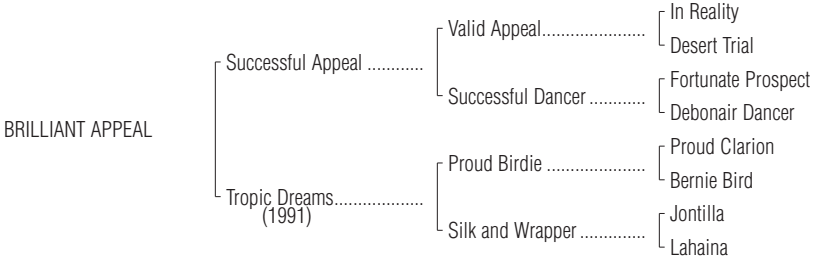 In Reality
Valid Appeal......................
Desert Trial
Successful Appeal ............
Fortunate Prospect
Successful Dancer ............
Debonair Dancer
BRILLIANT APPEAL
Proud Clarion
Proud Birdie .....................
Bernie Bird
Tropic Dreams...................
(1991)
Jontilla
Silk and Wrapper ..............
Lahaina